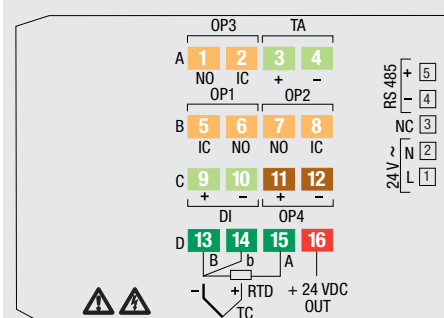 OP3 TA
A 1 2 3 4
NO IC + −
OP1 OP2
B 5 6 7 8
IC NO NO IC
C 9 10 11 12
+ − + −
DI OP4
D 13 14 15 16
B b A
− + RTD + 24 VDC
TC OUT
RS 485 + 5
− 4
NC 3
24 V ~ N 2
L 1